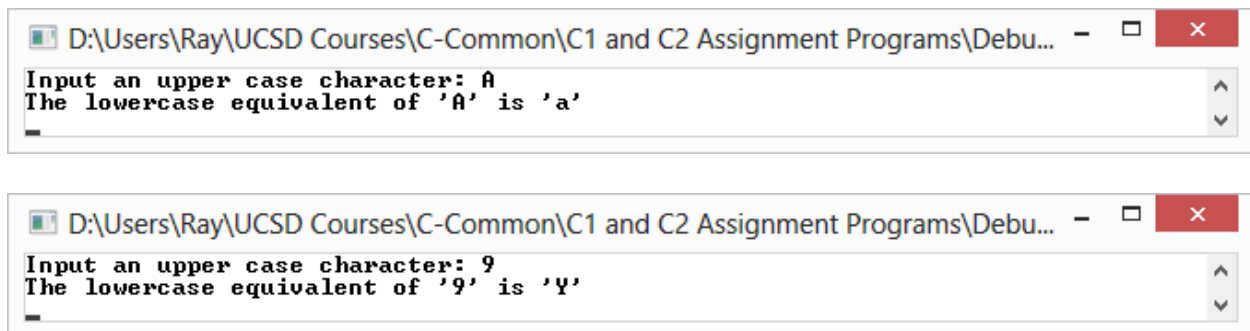 D:\Users\Ray\UCSD Courses\C-Common\C1 and C2 Assignment Programs\Debu...
Input an upper case character: A
The lowercase equivalent of 'A' is 'a'
D:\Users\Ray\UCSD Courses\C-Common\C1 and C2 Assignment Programs\Debu...
Input an upper case character: 9
The lowercase equivalent of '9' is 'Y'